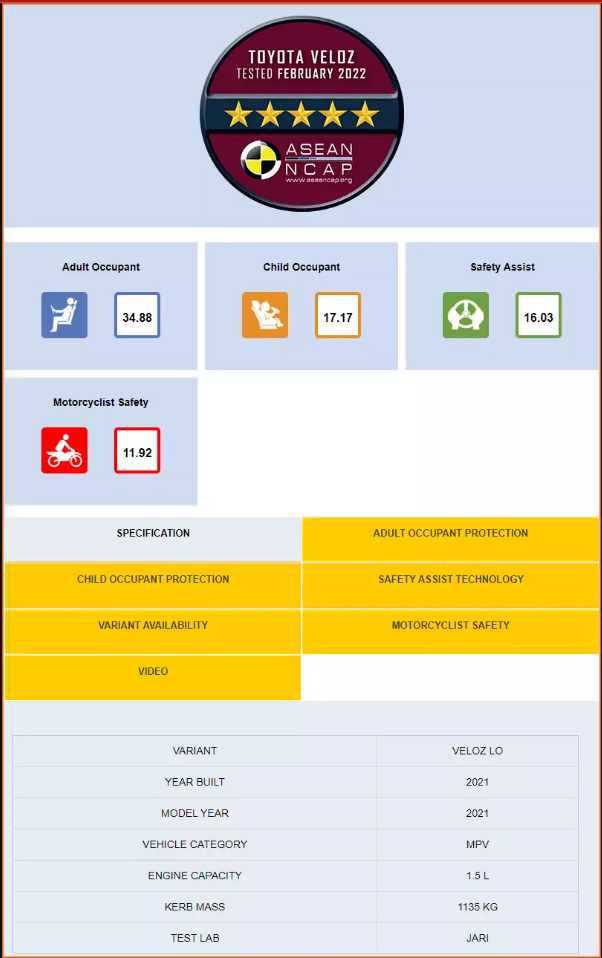 TOYOTA VELOZ
TESTED FEBRUARY 2022
ASEAN
NCAP
www.aseancap.org
Adult Occupant
34.88
Child Occupant
17.17
Safety Assist
16.03
Motorcyclist Safety
11.92
SPECIFICATION
ADULT OCCUPANT PROTECTION
CHILD OCCUPANT PROTECTION
SAFETY ASSIST TECHNOLOGY
VARIANT AVAILABILITY
MOTORCYCLIST SAFETY
VIDEO
VARIANT VELOZ LO
YEAR BUILT 2021
MODEL YEAR 2021
VEHICLE CATEGORY MPV
ENGINE CAPACITY 1.5 L
KERB MASS 1135 KG
TEST LAB JARI